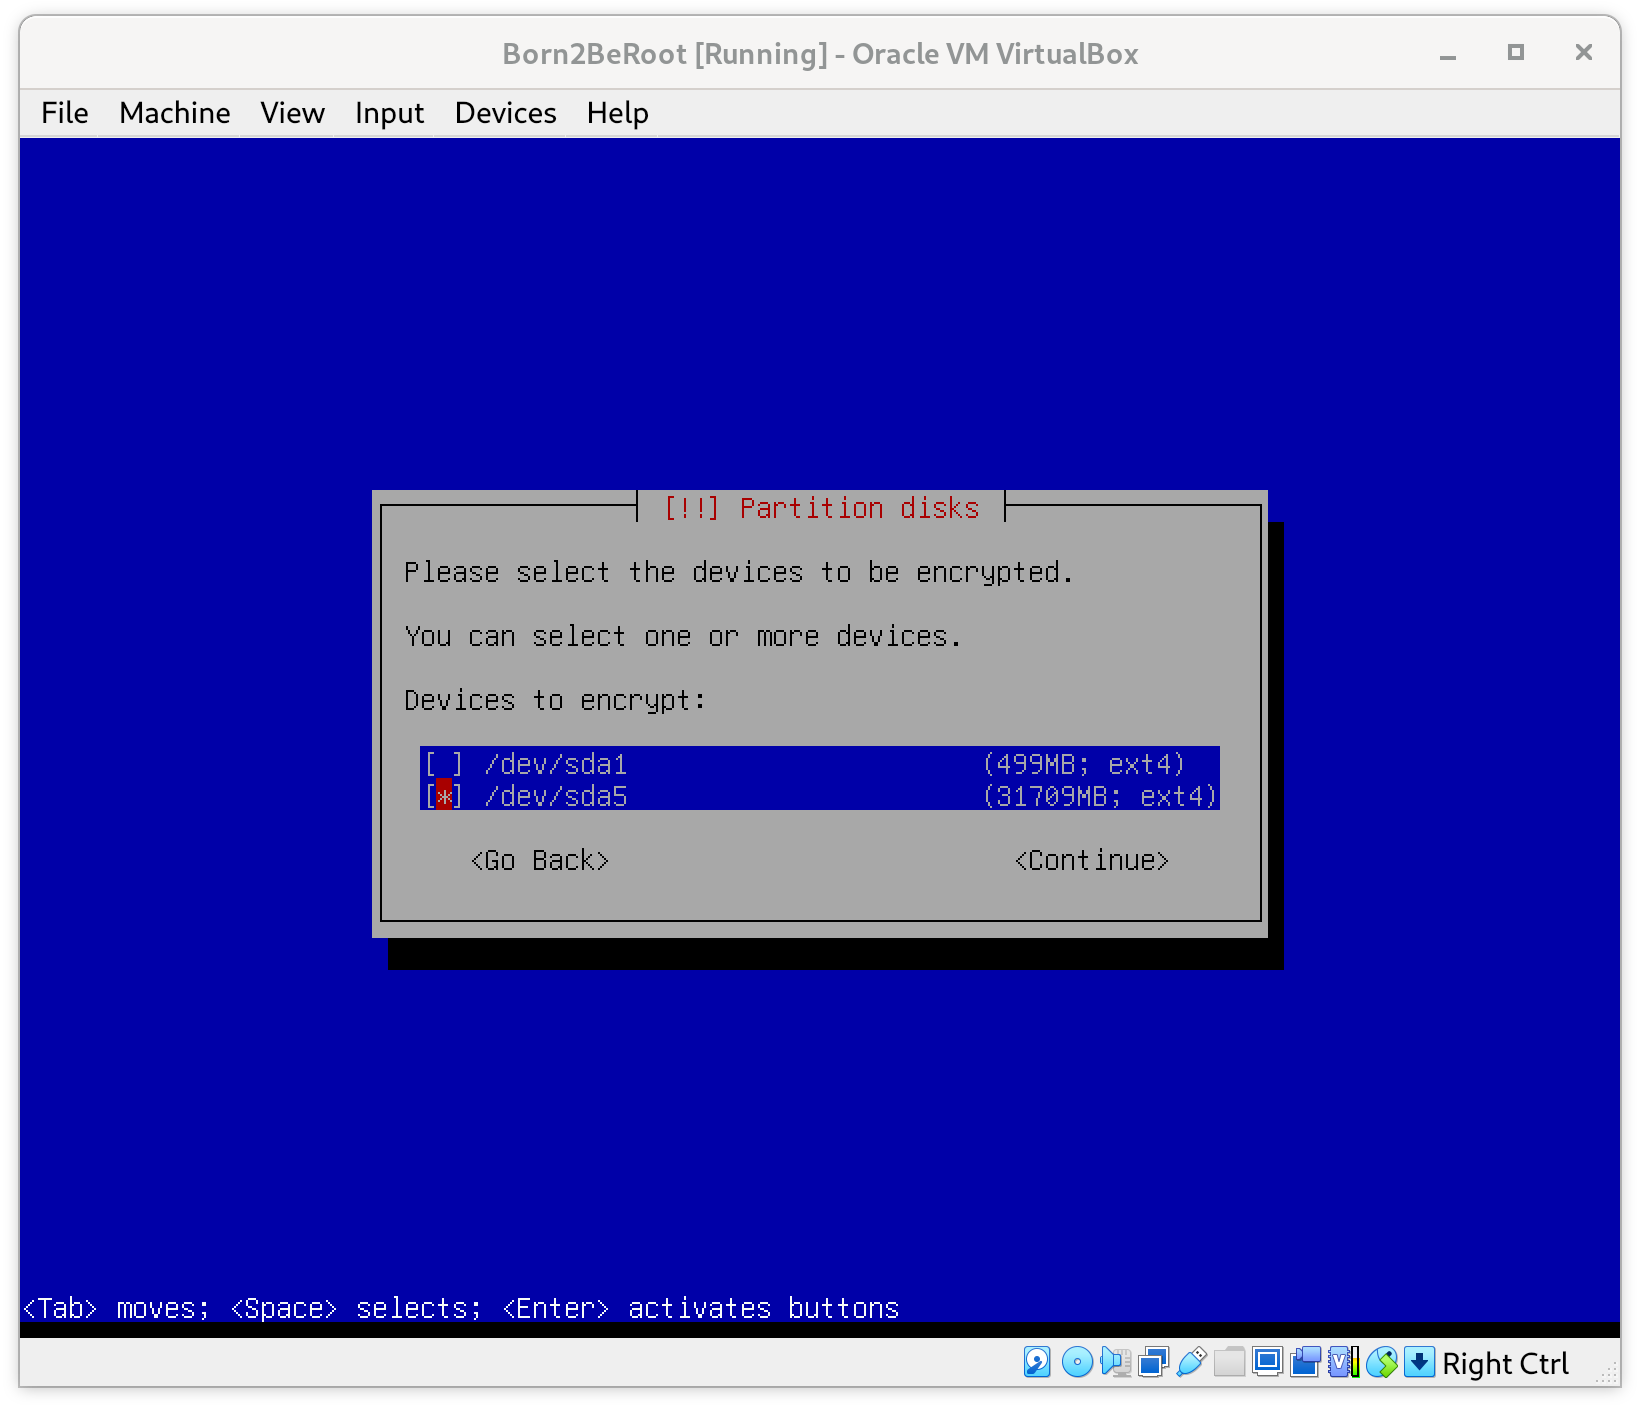 Born2BeRoot [Running] - Oracle VM VirtualBox
File Machine View Input Devices Help
[!!] Partition disks
Please select the devices to be encrypted.
You can select one or more devices.
Devices to encrypt:
[ ] /dev/sda1 (499MB; ext4)
[*] /dev/sda5 (31709MB; ext4)
<Go Back> <Continue>
<Tab> moves; <Space> selects; <Enter> activates buttons
Right Ctrl